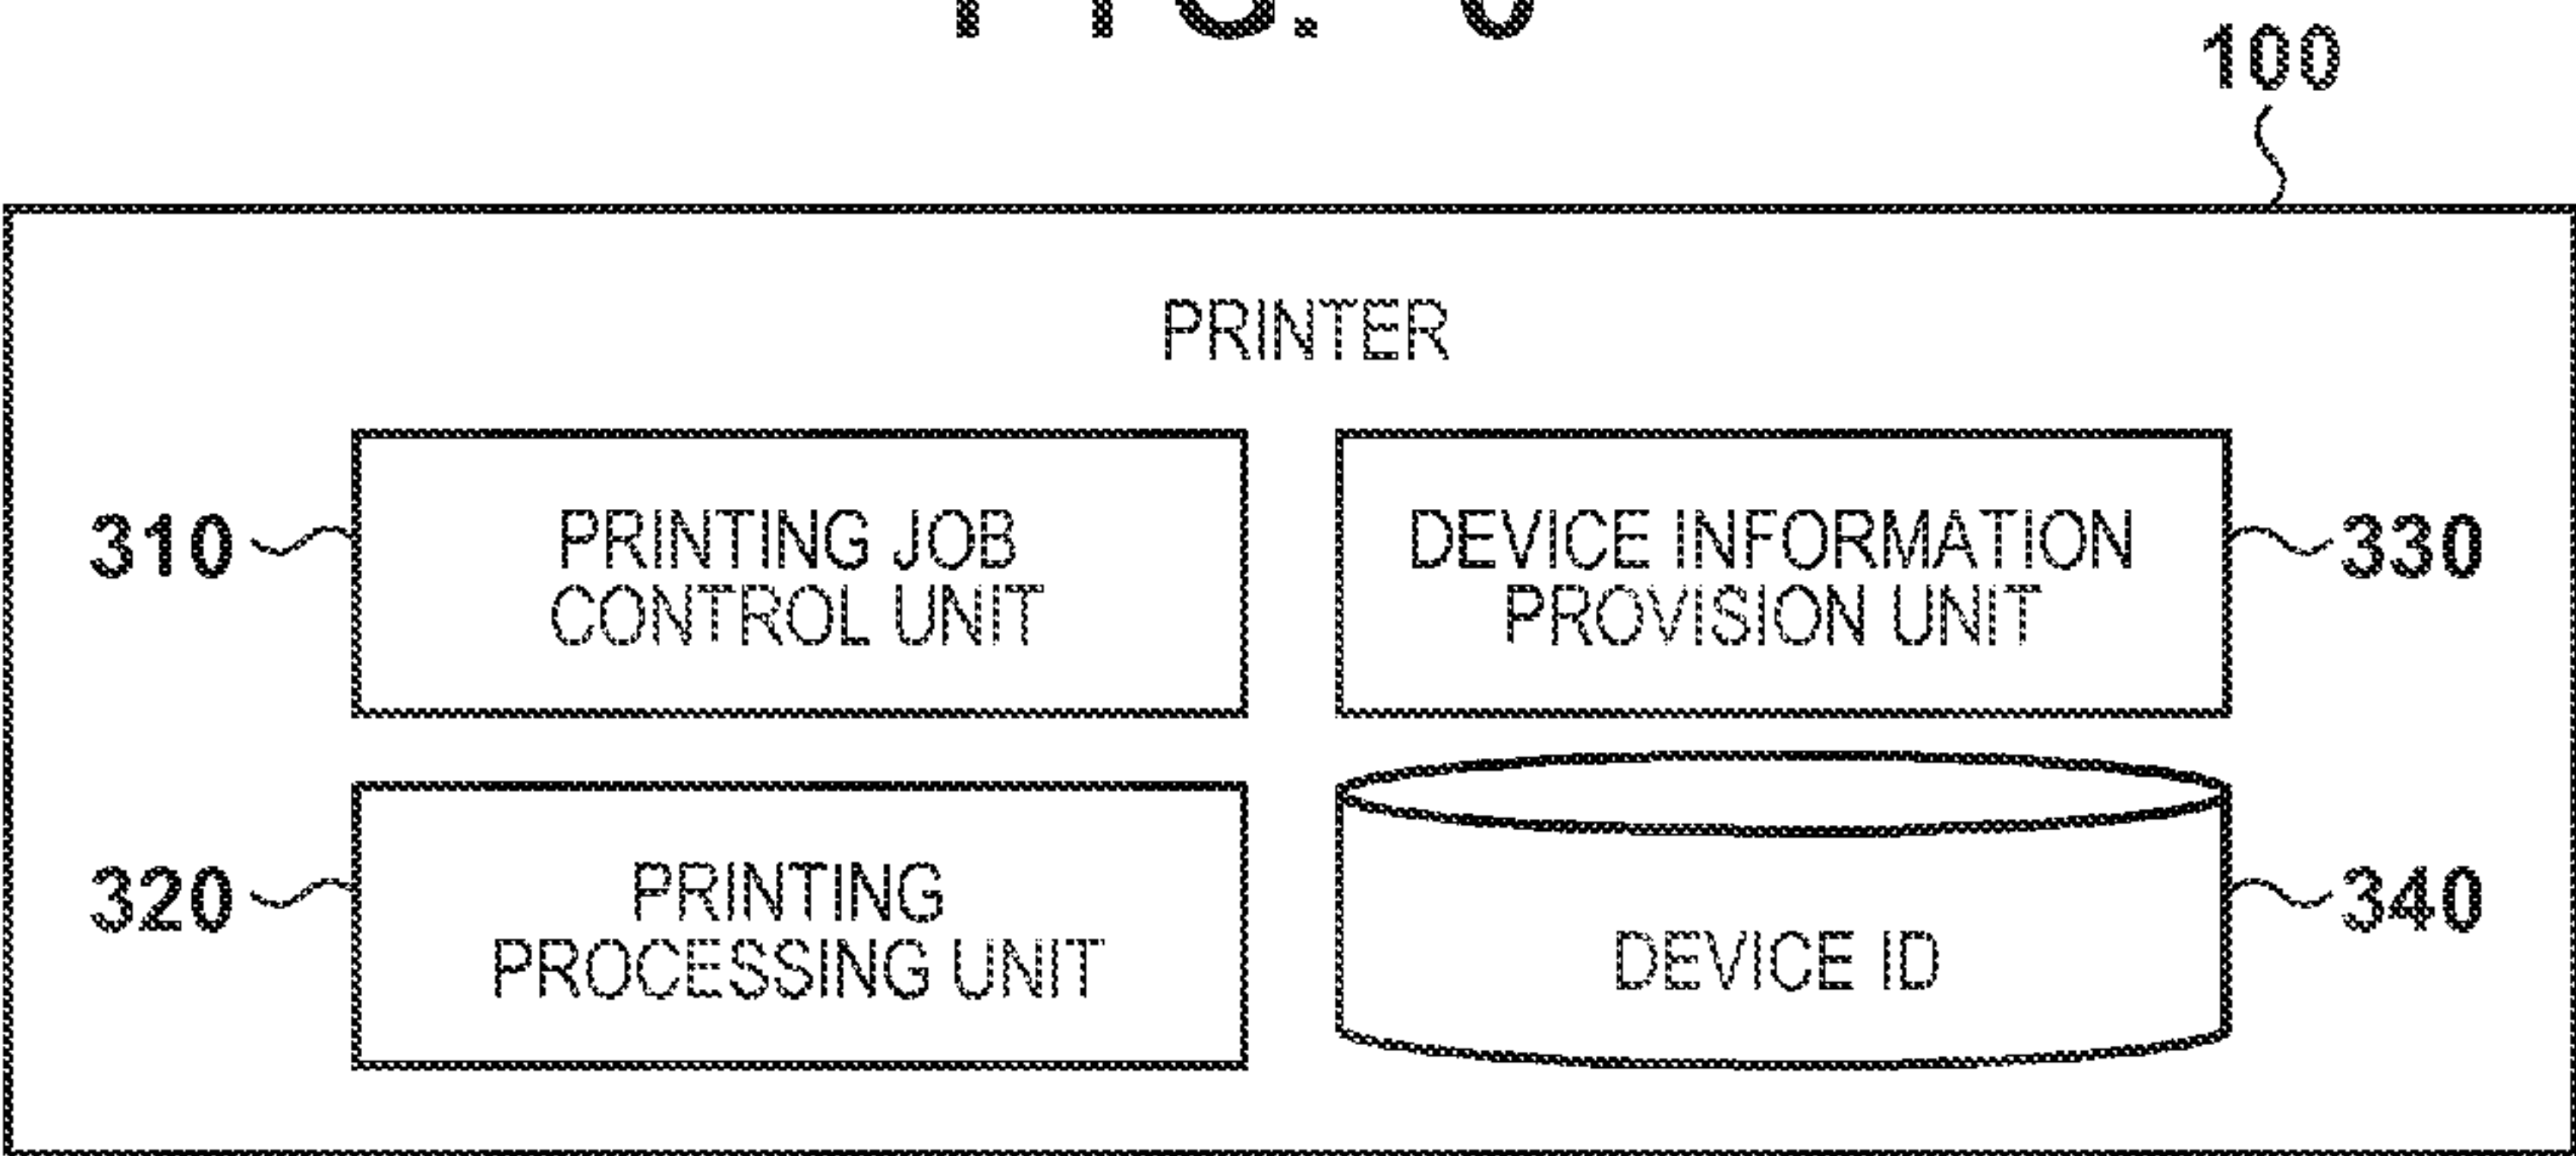 FIG.
100
PRINTER
310
PRINTING JOB
CONTROL UNIT
DEVICE INFORMATION
PROVISION UNIT
330
320
PRINTING
PROCESSING UNIT
DEVICE ID
340